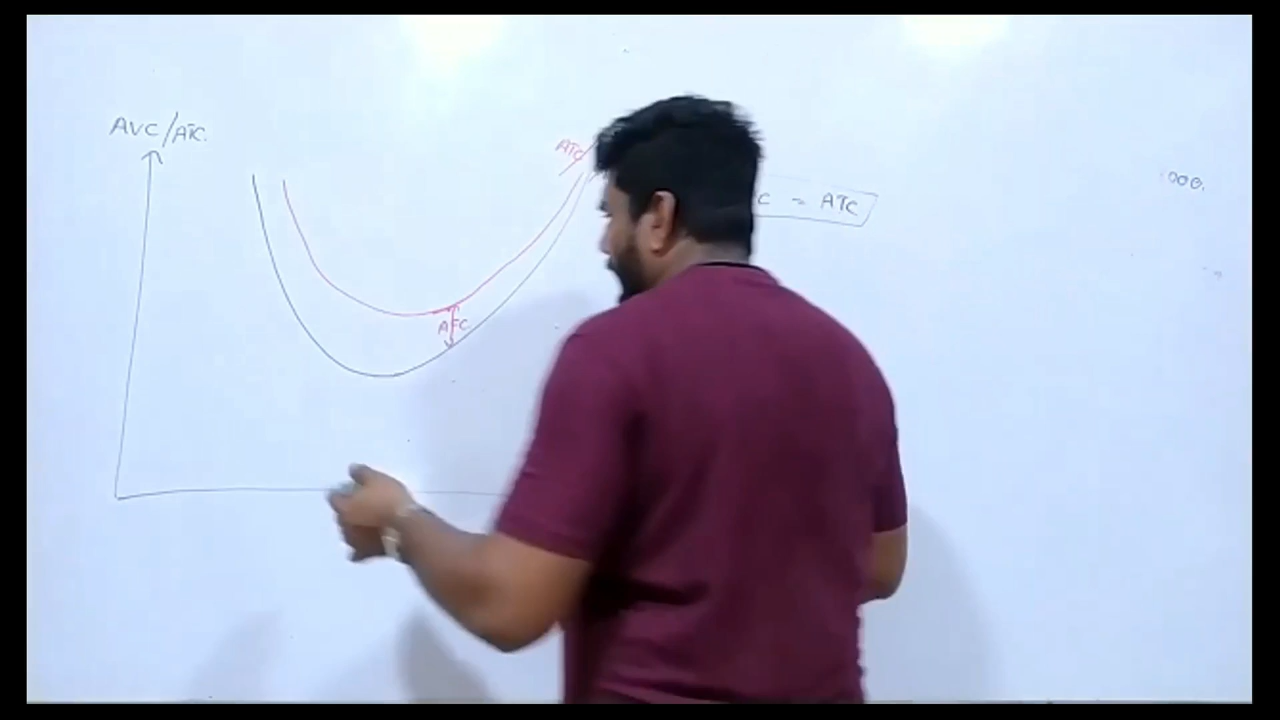 AVC/ATC.
ATC
C = ATC
000.
AFC